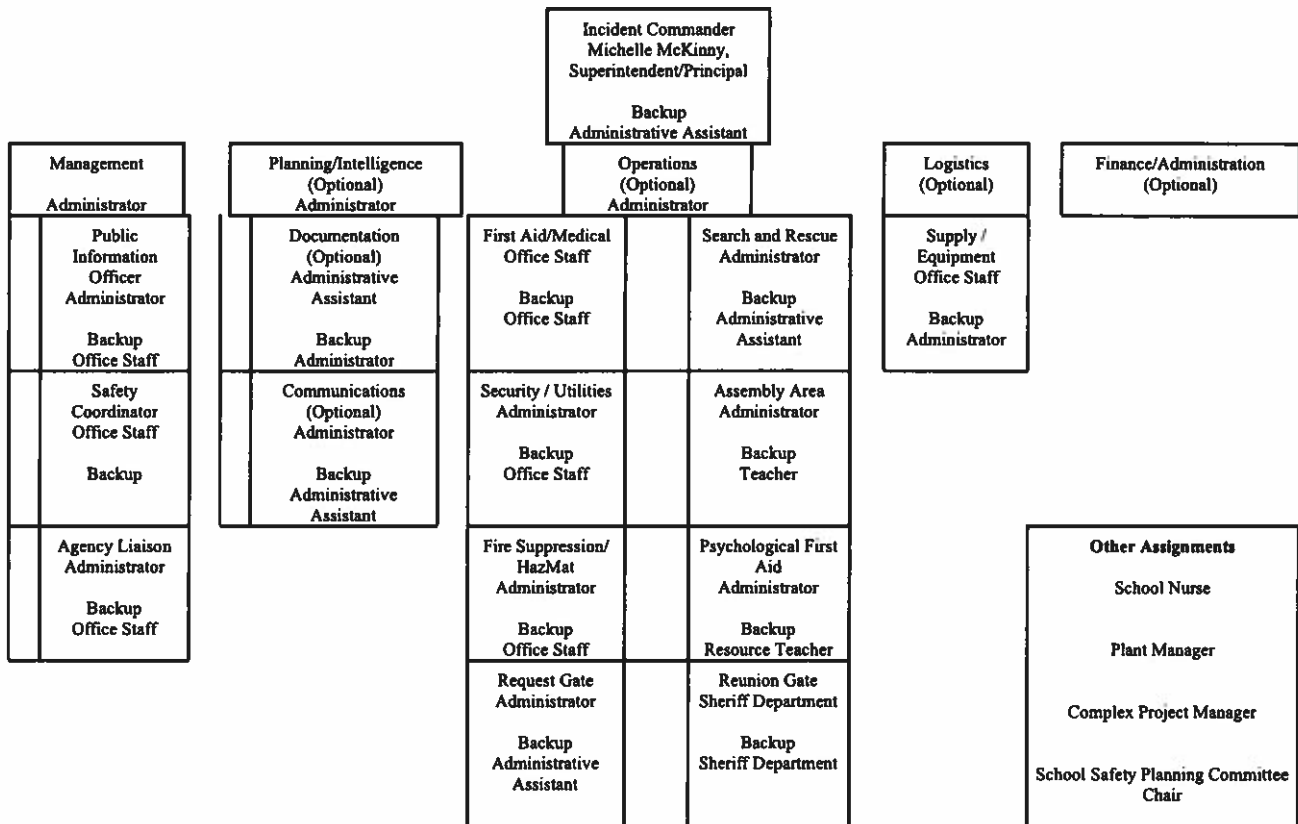 Incident Commander
Michelle McKinny,
Superintendent/Principal
Backup
Administrative Assistant
Management
Administrator
Planning/Intelligence
(Optional)
Administrator
Operations
(Optional)
Administrator
Logistics
(Optional)
Finance/Administration
(Optional)
Public
Information
Officer
Administrator
Backup
Office Staff
Documentation
(Optional)
Administrative
Assistant
Backup
Administrator
First Aid/Medical
Office Staff
Backup
Office Staff
Search and Rescue
Administrator
Backup
Administrative
Assistant
Supply /
Equipment
Office Staff
Backup
Administrator
Safety
Coordinator
Office Staff
Backup
Communications
(Optional)
Administrator
Backup
Administrative
Assistant
Security / Utilities
Administrator
Backup
Office Staff
Assembly Area
Administrator
Backup
Teacher
Agency Liaison
Administrator
Backup
Office Staff
Fire Suppression/
HazMat
Administrator
Backup
Office Staff
Psychological First
Aid
Administrator
Backup
Resource Teacher
Request Gate
Administrator
Backup
Administrative
Assistant
Reunion Gate
Sheriff Department
Backup
Sheriff Department
Other Assignments
School Nurse
Plant Manager
Complex Project Manager
School Safety Planning Committee
Chair